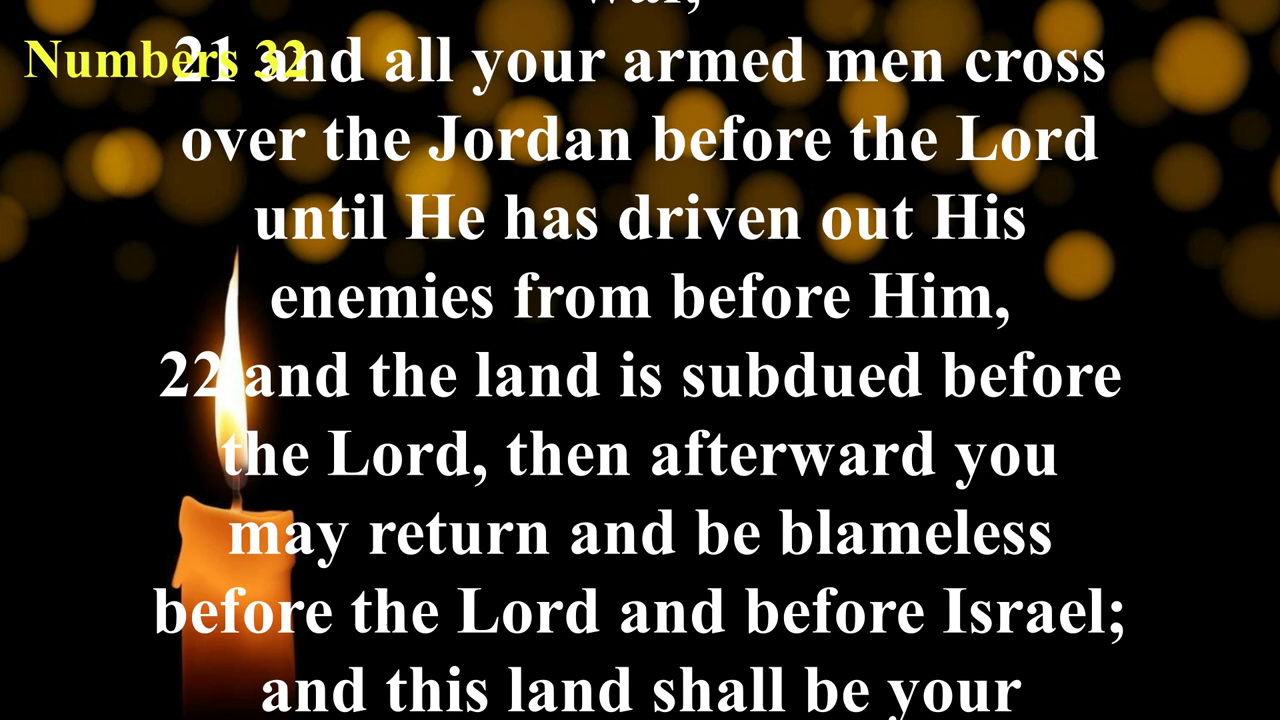 Numbers 32
21 and all your armed men cross
over the Jordan before the Lord
until He has driven out His
enemies from before Him,
22 and the land is subdued before
the Lord, then afterward you
may return and be blameless
before the Lord and before Israel;
and this land shall be your